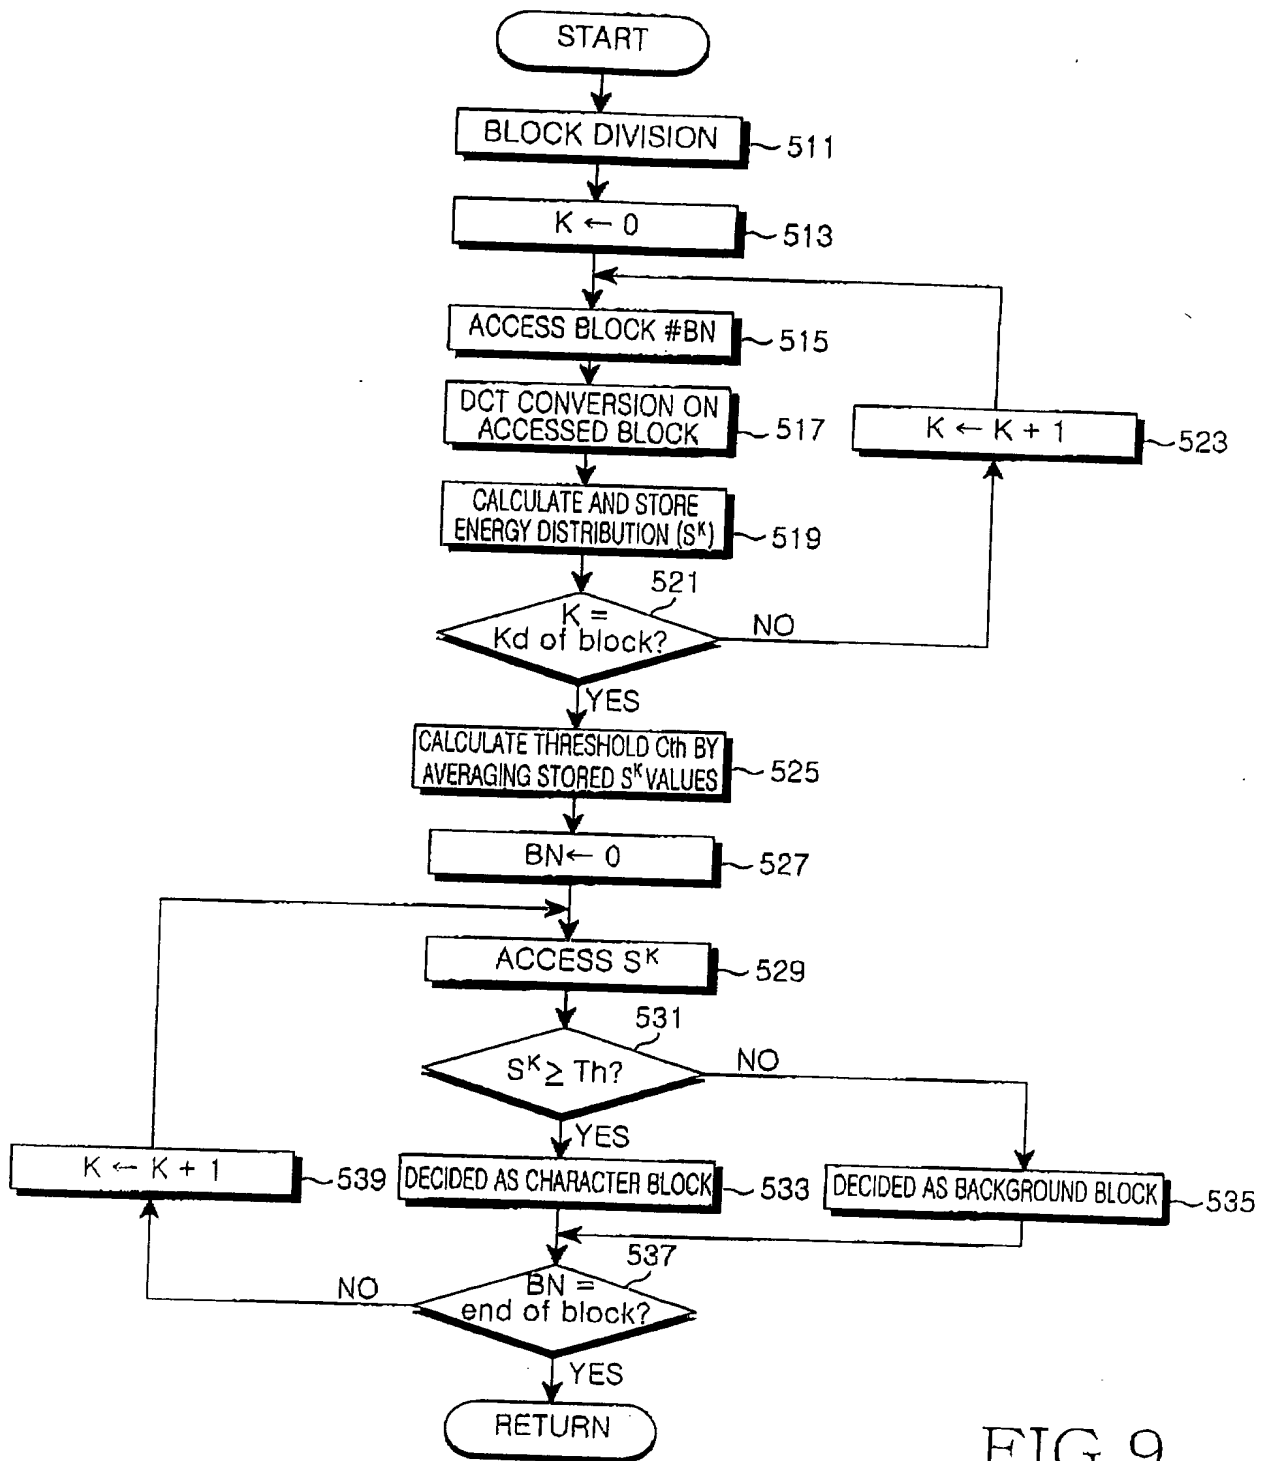 START
BLOCK DIVISION
511
K ← 0
513
ACCESS BLOCK #BN
515
DCT CONVERSION ON
ACCESSED BLOCK
517
K ← K + 1
523
CALCULATE AND STORE
ENERGY DISTRIBUTION (S^K)
519
521
K =
Kd of block?
NO
YES
CALCULATE THRESHOLD Cth BY
AVERAGING STORED S^K VALUES
525
BN ← 0
527
ACCESS S^K
529
531
S^K ≥ Th?
NO
YES
K ← K + 1
539
DECIDED AS CHARACTER BLOCK
533
DECIDED AS BACKGROUND BLOCK
535
537
BN =
end of block?
NO
YES
RETURN
FIG.9